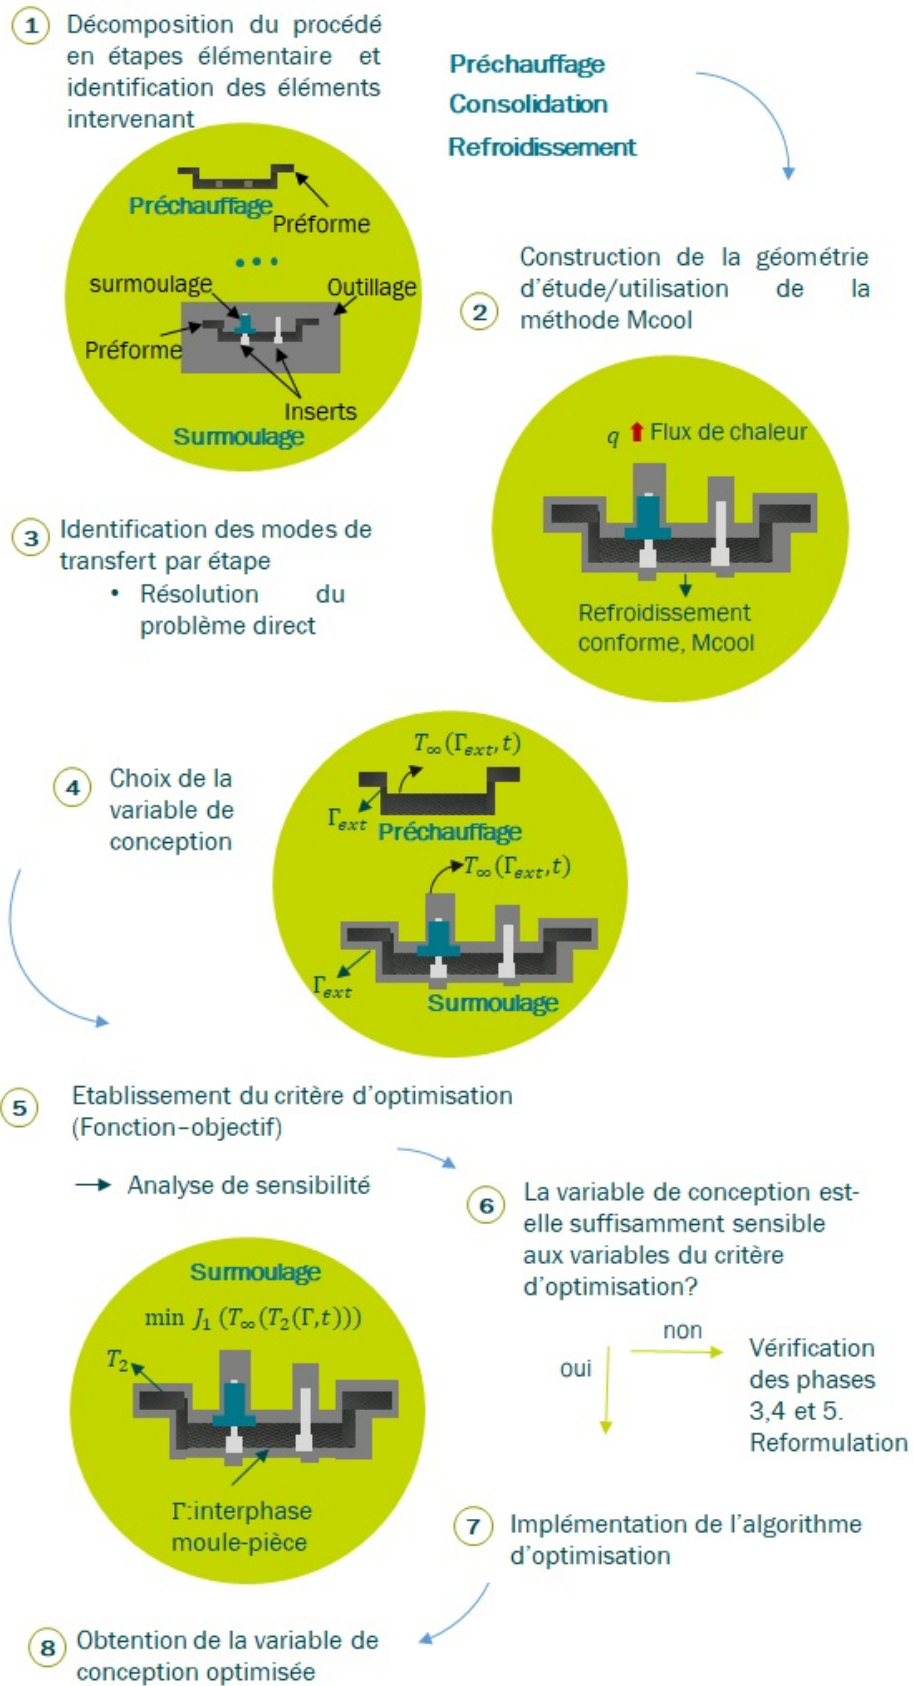 1
Décomposition du procédé
en étapes élémentaire et
identification des éléments
intervenant
Préchauffage
Consolidation
Refroidissement
Préchauffage
Préforme
surmoulage
Outillage
Préforme
Inserts
Surmoulage
2
Construction de la géométrie
d'étude/utilisation de la
méthode Mcool
q Flux de chaleur
Refroidissement
conforme, Mcool
3
Identification des modes de
transfert par étape
• Résolution du
problème direct
4
Choix de la
variable de
conception
T∞(Γext, t)
Γext
Préchauffage
T∞(Γext,t)
Γext
Surmoulage
5
Etablissement du critère d'optimisation
(Fonction–objectif)
→ Analyse de sensibilité
6
La variable de conception est-
elle suffisamment sensible
aux variables du critère
d'optimisation?
non
oui
Vérification
des phases
3,4 et 5.
Reformulation
Surmoulage
min J1 (T∞(T2(Γ,t)))
T2
Γ:interphase
moule-pièce
7
Implémentation de l'algorithme
d'optimisation
8
Obtention de la variable de
conception optimisée